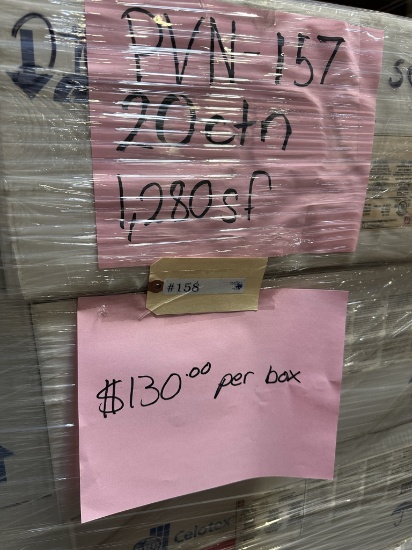 PVN-157
20ctn
1,280sf
#158
$130.00 per box
Celotex